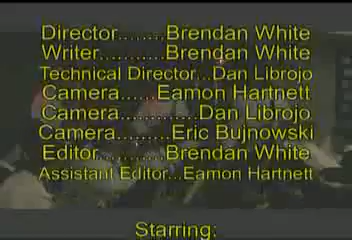 Director........Brendan White
Writer...........Brendan White
Technical Director...Dan Librojo
Camera......Eamon Hartnett
Camera............Dan Librojo
Camera.........Eric Bujnowski
Editor...........Brendan White
Assistant Editor...Eamon Hartnett
Starring: